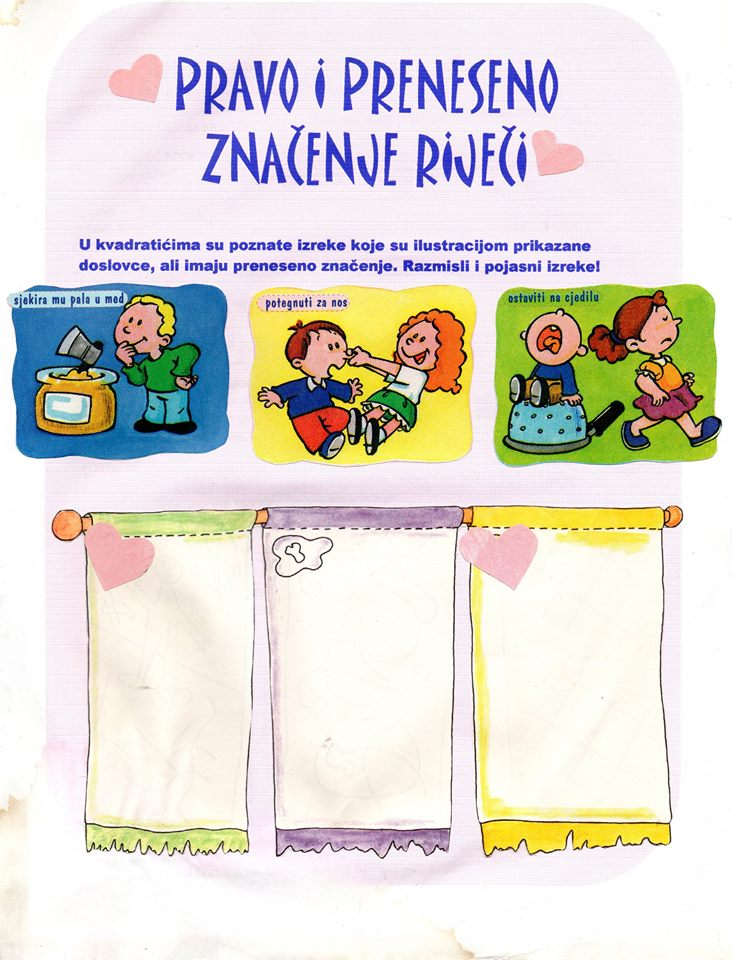 PRAVO I PRENESENO
ZNAČENJE RIJEČI
U kvadratićima su poznate izreke koje su ilustracijom prikazane
doslovce, ali imaju preneseno značenje. Razmisli i pojasni izreke!
sjekira mu pala u med
potegnuti za nos
ostaviti na cjedilu